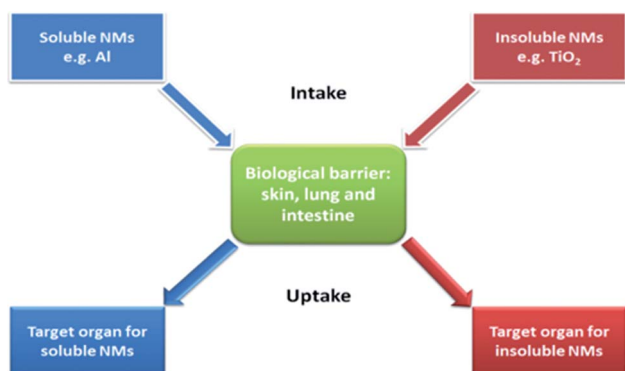 Soluble NMs
e.g. Al
Insoluble NMs
e.g. TiO₂
Intake
Biological barrier:
skin, lung and
intestine
Uptake
Target organ for
soluble NMs
Target organ for
insoluble NMs